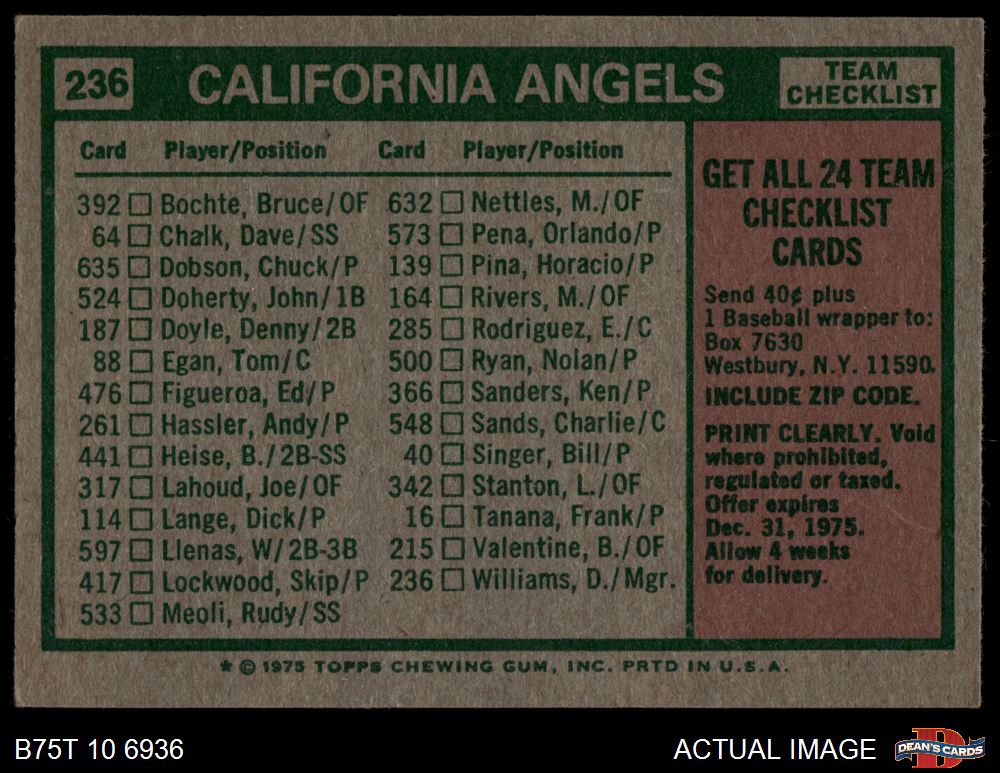 236 CALIFORNIA ANGELS TEAM CHECKLIST
Card Player/Position Card Player/Position
392 Bochte, Bruce/OF
64 Chalk, Dave/SS
635 Dobson, Chuck/P
524 Doherty, John/1B
187 Doyle, Denny/2B
88 Egan, Tom/C
476 Figueroa, Ed/P
261 Hassler, Andy/P
441 Heise, B./2B-SS
317 Lahoud, Joe/OF
114 Lange, Dick/P
597 Llenas, W/2B-3B
417 Lockwood, Skip/P
533 Meoli, Rudy/SS
632 Nettles, M./OF
573 Pena, Orlando/P
139 Pina, Horacio/P
164 Rivers, M./OF
285 Rodriguez, E./C
500 Ryan, Nolan/P
366 Sanders, Ken/P
548 Sands, Charlie/C
40 Singer, Bill/P
342 Stanton, L./OF
16 Tanana, Frank/P
215 Valentine, B./OF
236 Williams, D./Mgr.
GET ALL 24 TEAM
CHECKLIST
CARDS
Send 40¢ plus
1 Baseball wrapper to:
Box 7630
Westbury, N.Y. 11590.
INCLUDE ZIP CODE.
PRINT CLEARLY. Void
where prohibited,
regulated or taxed.
Offer expires
Dec. 31, 1975.
Allow 4 weeks
for delivery.
* © 1975 TOPPS CHEWING GUM, INC. PRTD IN U.S.A.
B75T 10 6936
ACTUAL IMAGE
D
DEAN'S CARDS